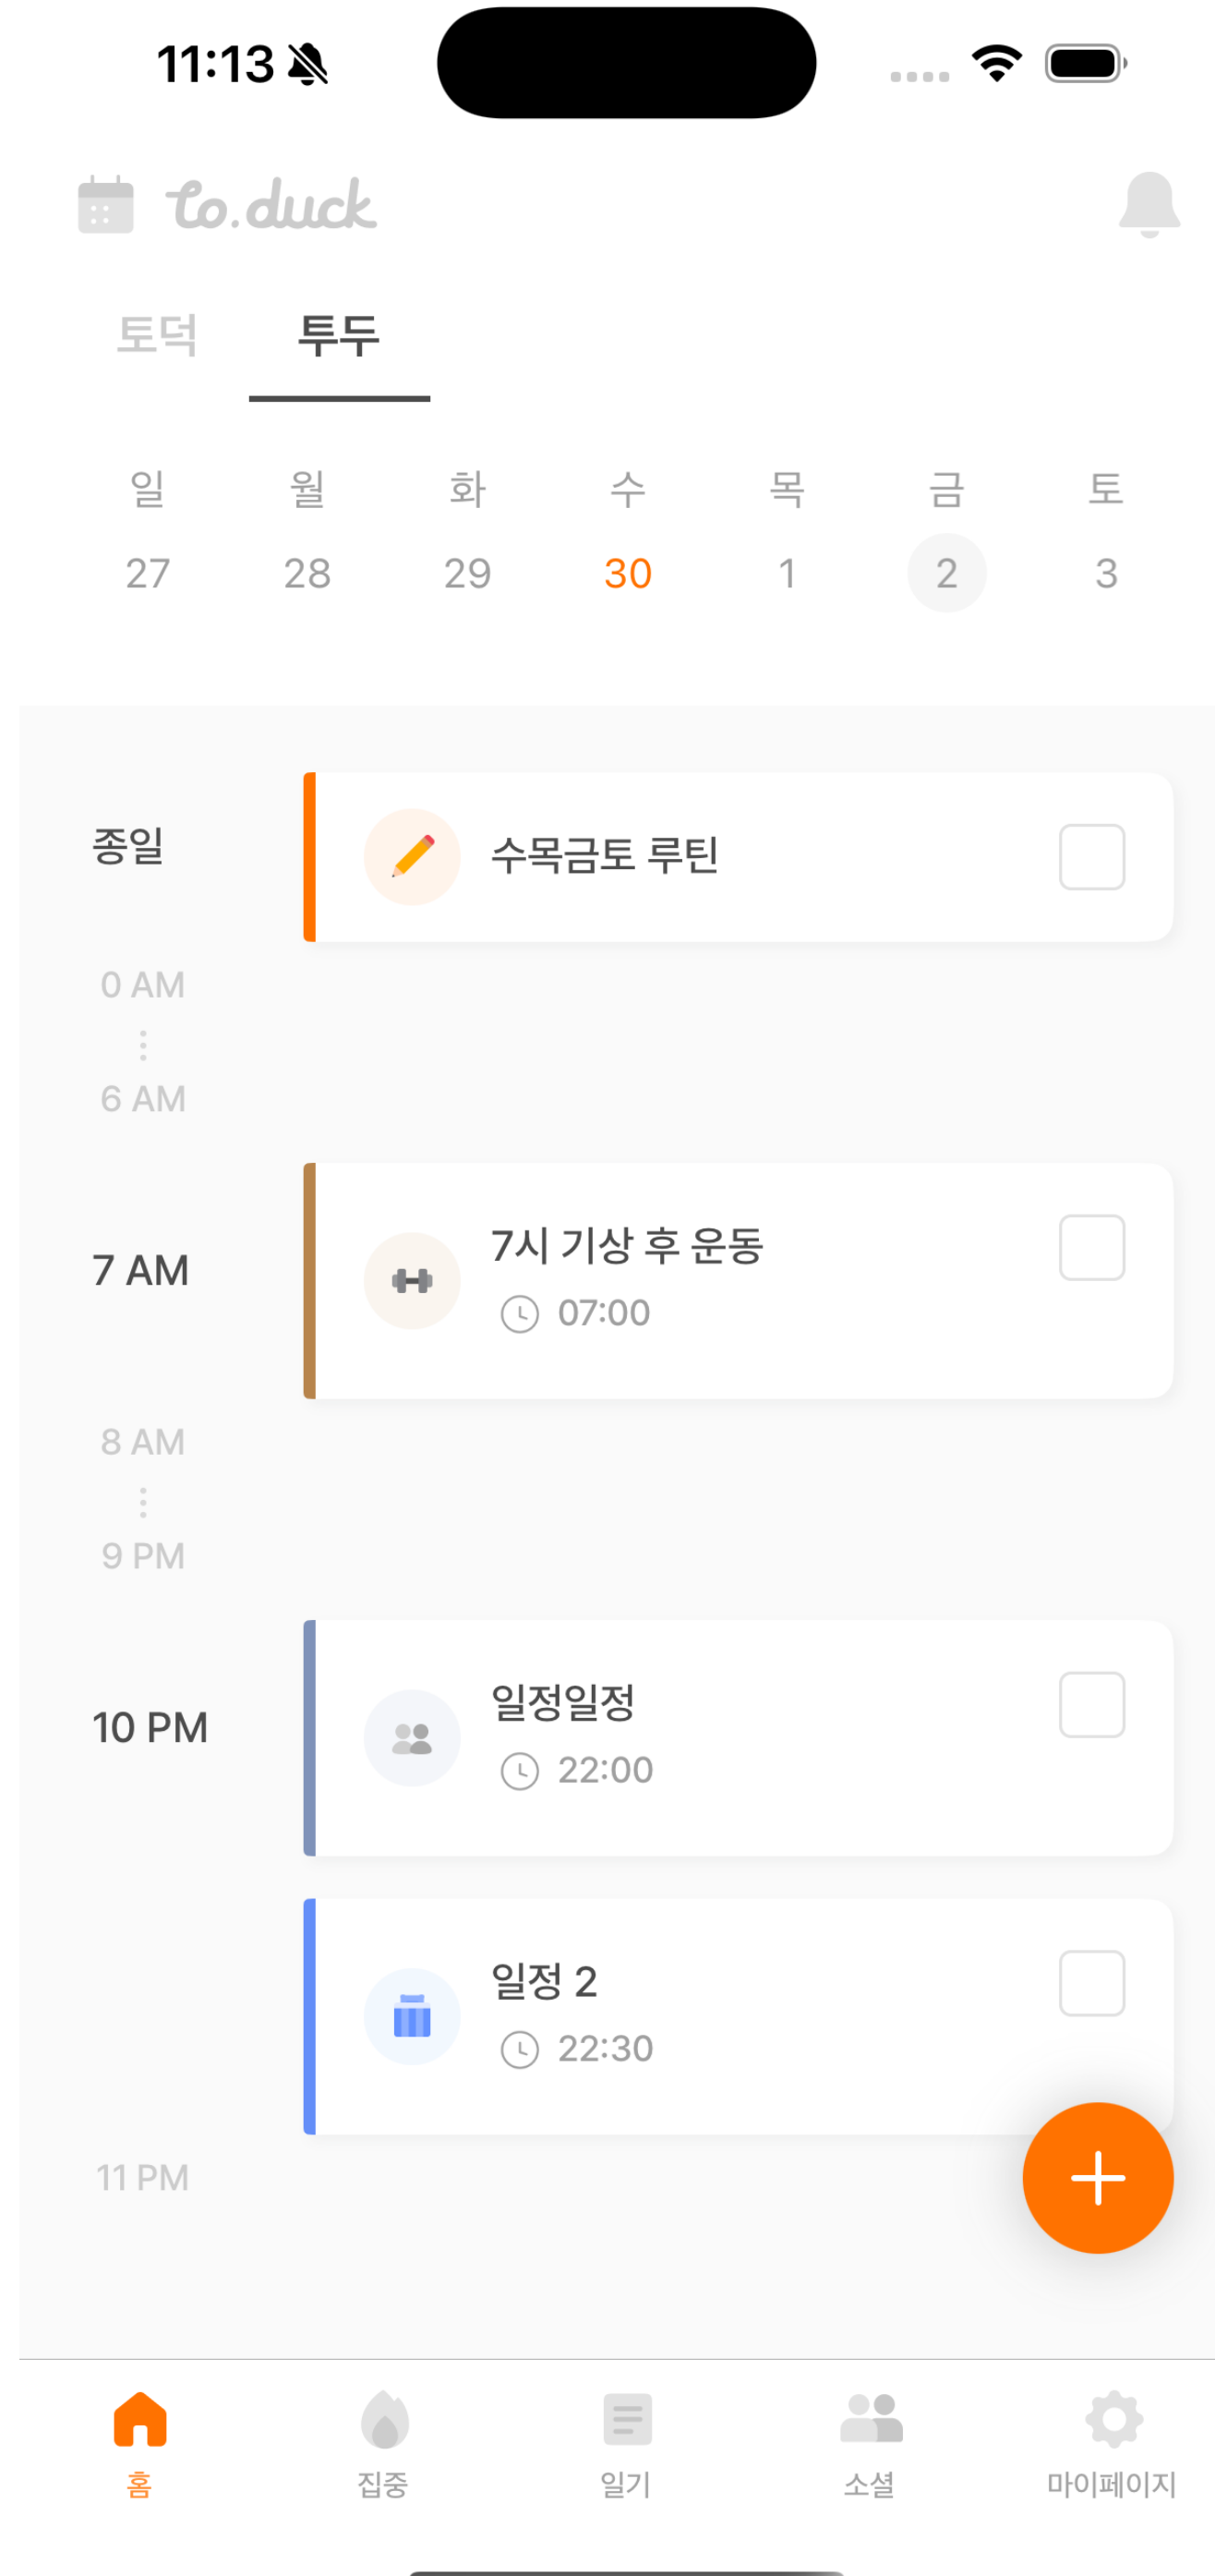 11:13
to.duck
토덕 투두
일 월 화 수 목 금 토
27 28 29 30 1 2 3
종일
수목금토 루틴
0 AM
6 AM
7 AM
7시 기상 후 운동
07:00
8 AM
9 PM
10 PM
일정일정
22:00
일정 2
22:30
11 PM
홈 집중 일기 소셜 마이페이지